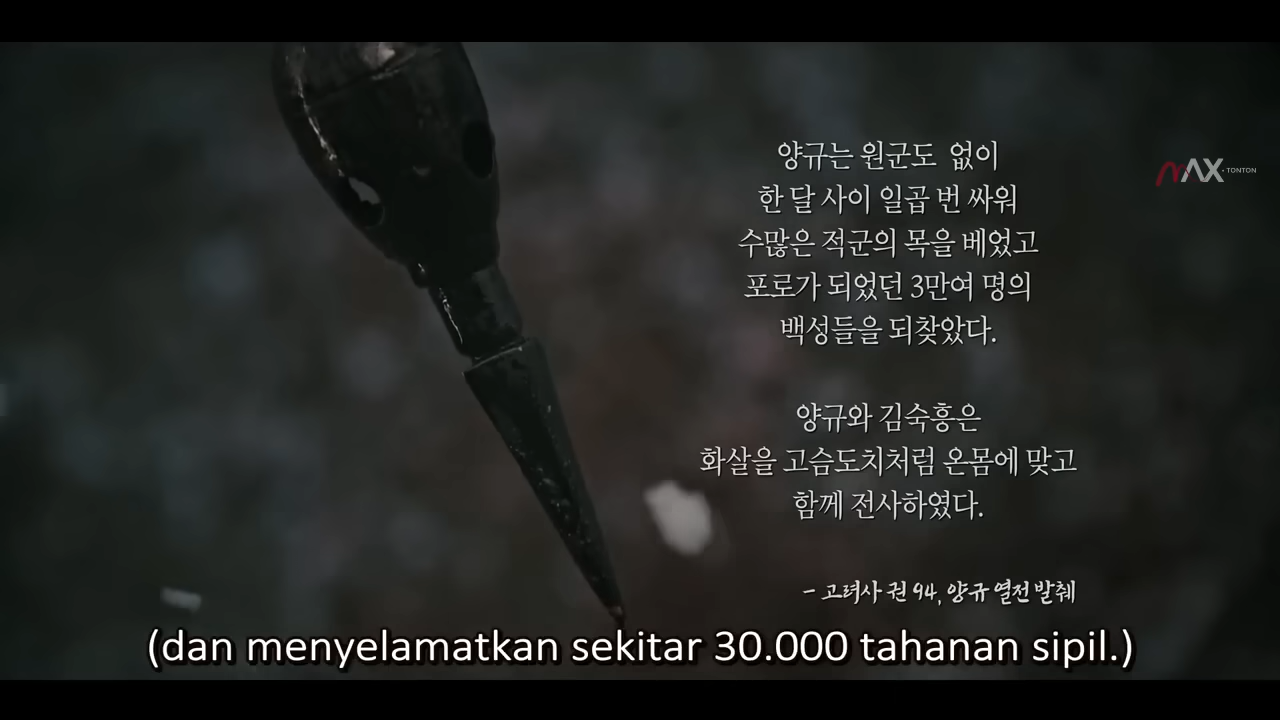 양규는 원군도 없이
한 달 사이 일곱 번 싸워
수많은 적군의 목을 베었고
포로가 되었던 3만여 명의
백성들을 되찾았다.
양규와 김숙흥은
화살을 고슴도치처럼 온몸에 맞고
함께 전사하였다.
- 고려사 권 94, 양규 열전 발췌
MAX • TONTON
(dan menyelamatkan sekitar 30.000 tahanan sipil.)